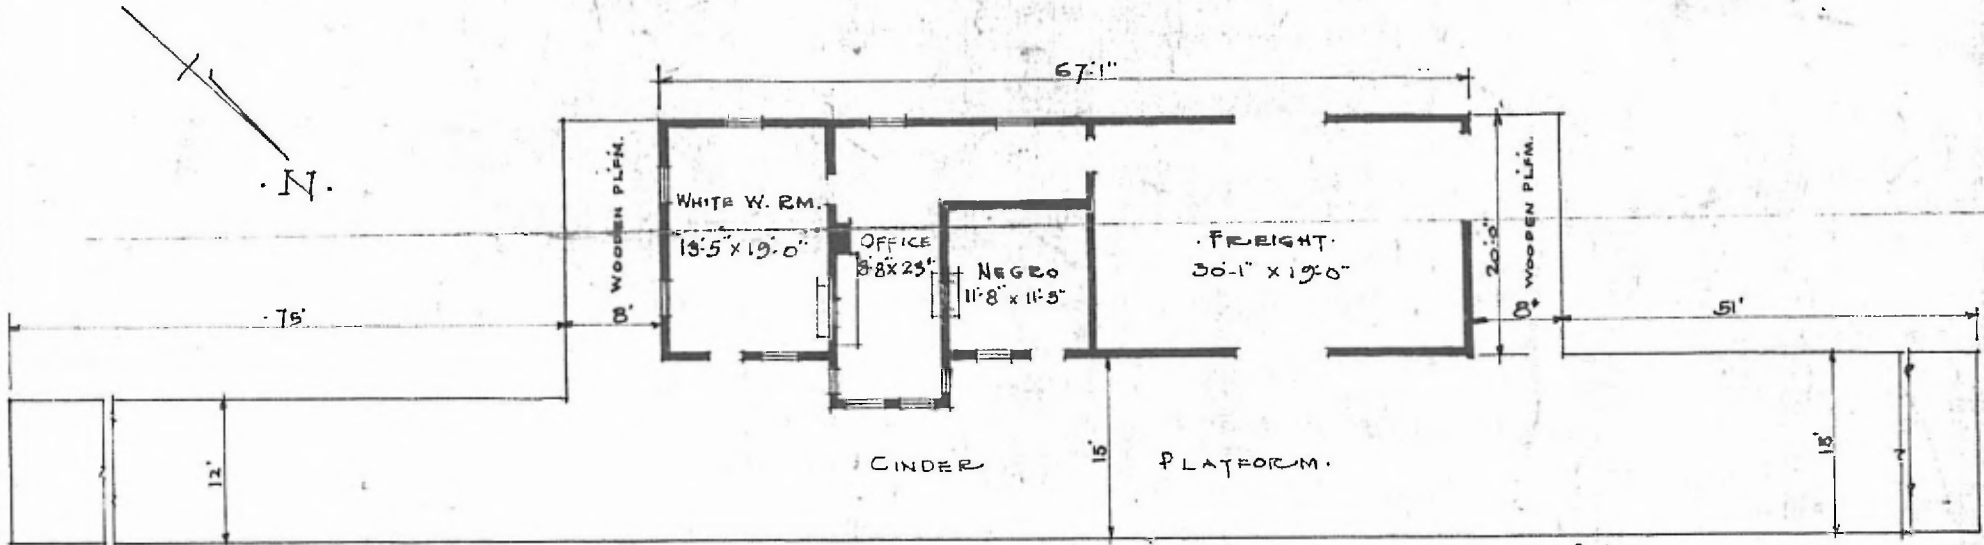 67'-1"
.N.
WOODEN PLFM.
WHITE W. RM.
13'-5" x 19'-0"
OFFICE
8'-8 x 23'
NEGRO
11'-8" x 11'-5"
.FREIGHT.
30'-1" x 19'-0"
20'-0"
WOODEN PLFM.
75'
8'
8'
51'
12'
CINDER
15'
PLATFORM.
15'